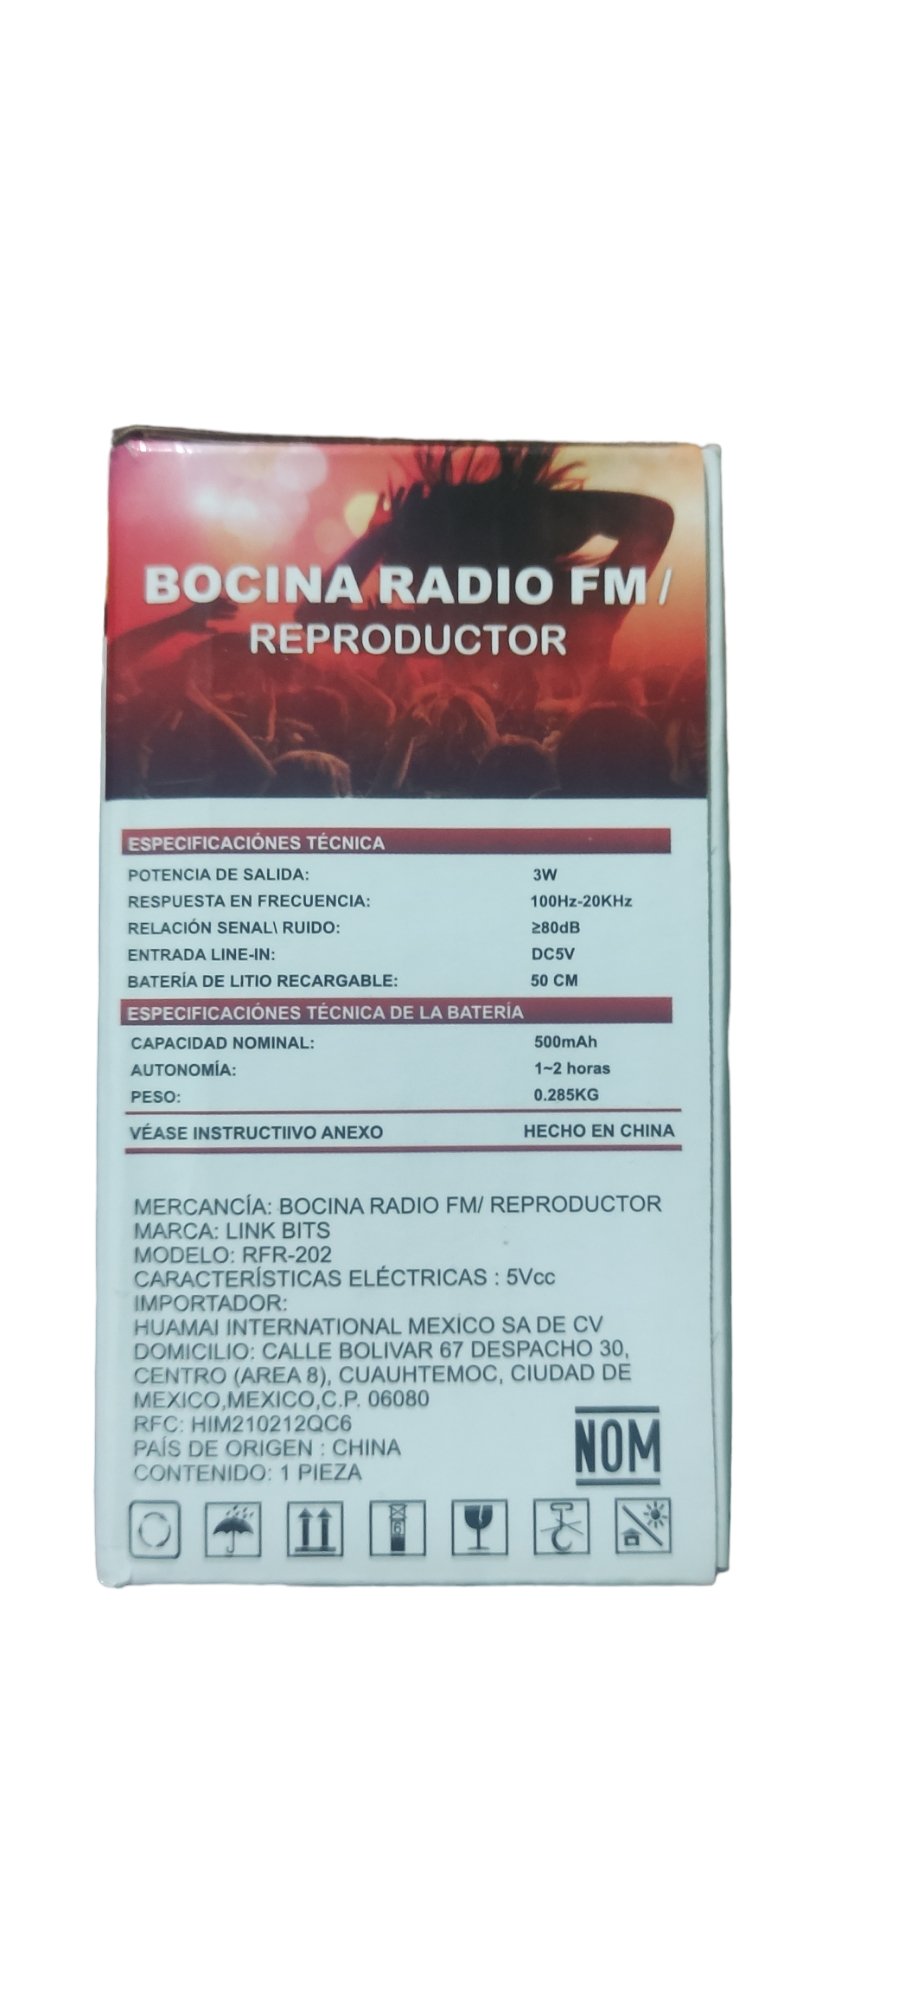 BOCINA RADIO FM/
REPRODUCTOR
ESPECIFICACIÓNES TÉCNICA
POTENCIA DE SALIDA: 3W
RESPUESTA EN FRECUENCIA: 100Hz-20KHz
RELACIÓN SENAL\ RUIDO: ≥80dB
ENTRADA LINE-IN: DC5V
BATERÍA DE LITIO RECARGABLE: 50 CM
ESPECIFICACIÓNES TÉCNICA DE LA BATERÍA
CAPACIDAD NOMINAL: 500mAh
AUTONOMÍA: 1~2 horas
PESO: 0.285KG
VÉASE INSTRUCTIIVO ANEXO HECHO EN CHINA
MERCANCÍA: BOCINA RADIO FM/ REPRODUCTOR
MARCA: LINK BITS
MODELO: RFR-202
CARACTERÍSTICAS ELÉCTRICAS : 5Vcc
IMPORTADOR:
HUAMAI INTERNATIONAL MEXÍCO SA DE CV
DOMICILIO: CALLE BOLIVAR 67 DESPACHO 30,
CENTRO (AREA 8), CUAUHTEMOC, CIUDAD DE
MEXICO,MEXICO,C.P. 06080
RFC: HIM210212QC6
PAÍS DE ORIGEN : CHINA
CONTENIDO: 1 PIEZA
NOM
6